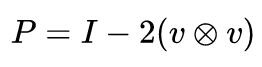 P = I − 2(v ⊗ v)